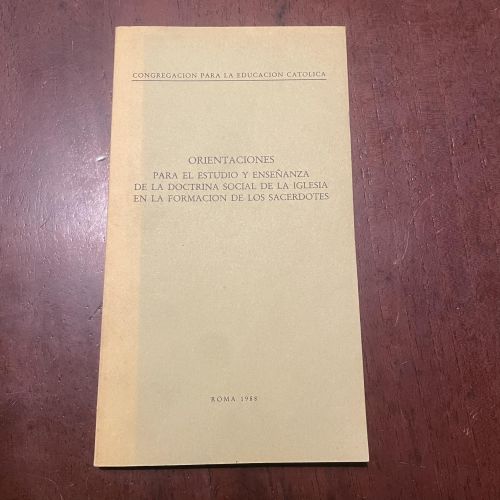 CONGREGACION PARA LA EDUCACION CATOLICA
ORIENTACIONES
PARA EL ESTUDIO Y ENSEÑANZA
DE LA DOCTRINA SOCIAL DE LA IGLESIA
EN LA FORMACION DE LOS SACERDOTES
ROMA 1988